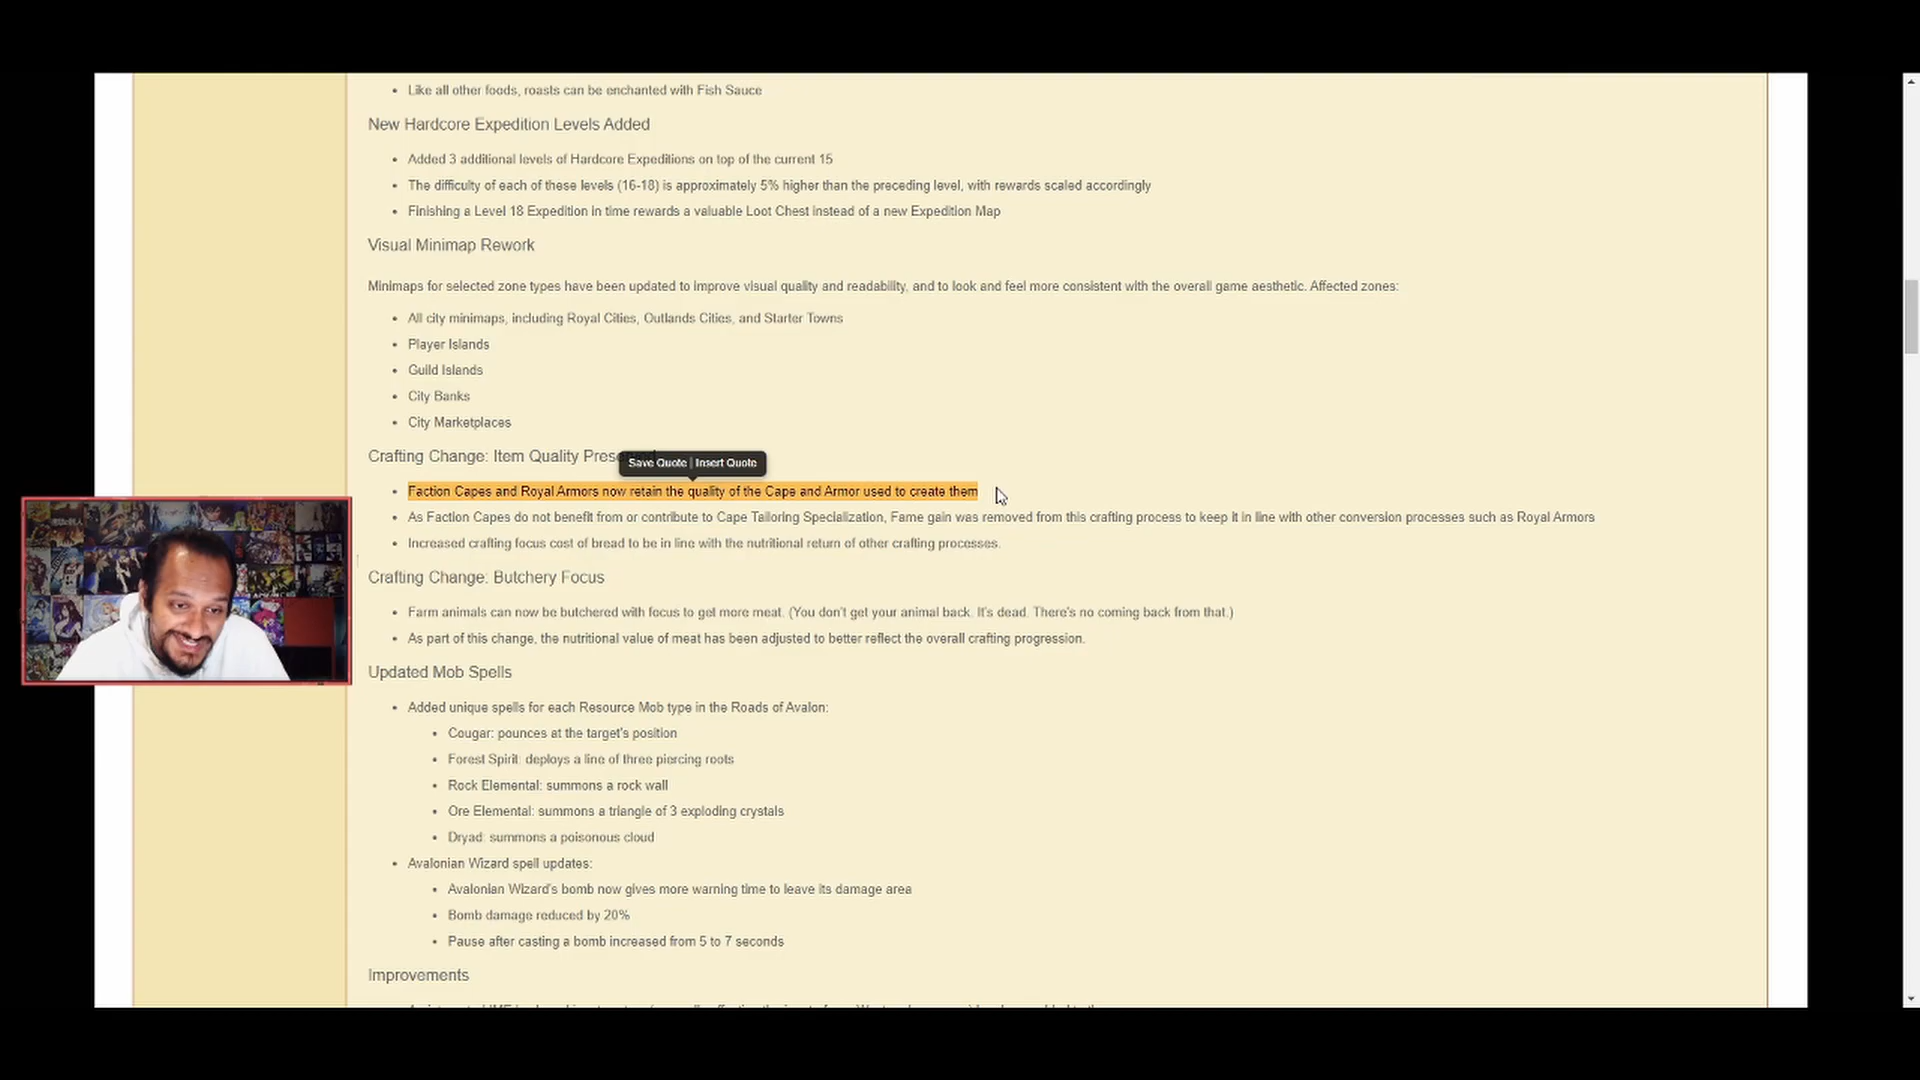 Like all other foods, roasts can be enchanted with Fish Sauce
New Hardcore Expedition Levels Added
Added 3 additional levels of Hardcore Expeditions on top of the current 15
The difficulty of each of these levels (16-18) is approximately 5% higher than the preceding level, with rewards scaled accordingly
Finishing a Level 18 Expedition in time rewards a valuable Loot Chest instead of a new Expedition Map
Visual Minimap Rework
Minimaps for selected zone types have been updated to improve visual quality and readability, and to look and feel more consistent with the overall game aesthetic. Affected zones:
All city minimaps, including Royal Cities, Outlands Cities, and Starter Towns
Player Islands
Guild Islands
City Banks
City Marketplaces
Crafting Change: Item Quality
Save Quote | Insert Quote
Faction Capes and Royal Armors now retain the quality of the Cape and Armor used to create them
As Faction Capes do not benefit from or contribute to Cape Tailoring Specialization, Fame gain was removed from this crafting process to keep it in line with other conversion processes such as Royal Armors
Increased crafting focus cost of bread to be in line with the nutritional return of other crafting processes.
Crafting Change: Butchery Focus
Farm animals can now be butchered with focus to get more meat. (You don't get your animal back. It's dead. There's no coming back from that.)
As part of this change, the nutritional value of meat has been adjusted to better reflect the overall crafting progression.
Updated Mob Spells
Added unique spells for each Resource Mob type in the Roads of Avalon:
Cougar: pounces at the target's position
Forest Spirit: deploys a line of three piercing roots
Rock Elemental: summons a rock wall
Ore Elemental: summons a triangle of 3 exploding crystals
Dryad: summons a poisonous cloud
Avalonian Wizard spell updates:
Avalonian Wizard's bomb now gives more warning time to leave its damage area
Bomb damage reduced by 20%
Pause after casting a bomb increased from 5 to 7 seconds
Improvements